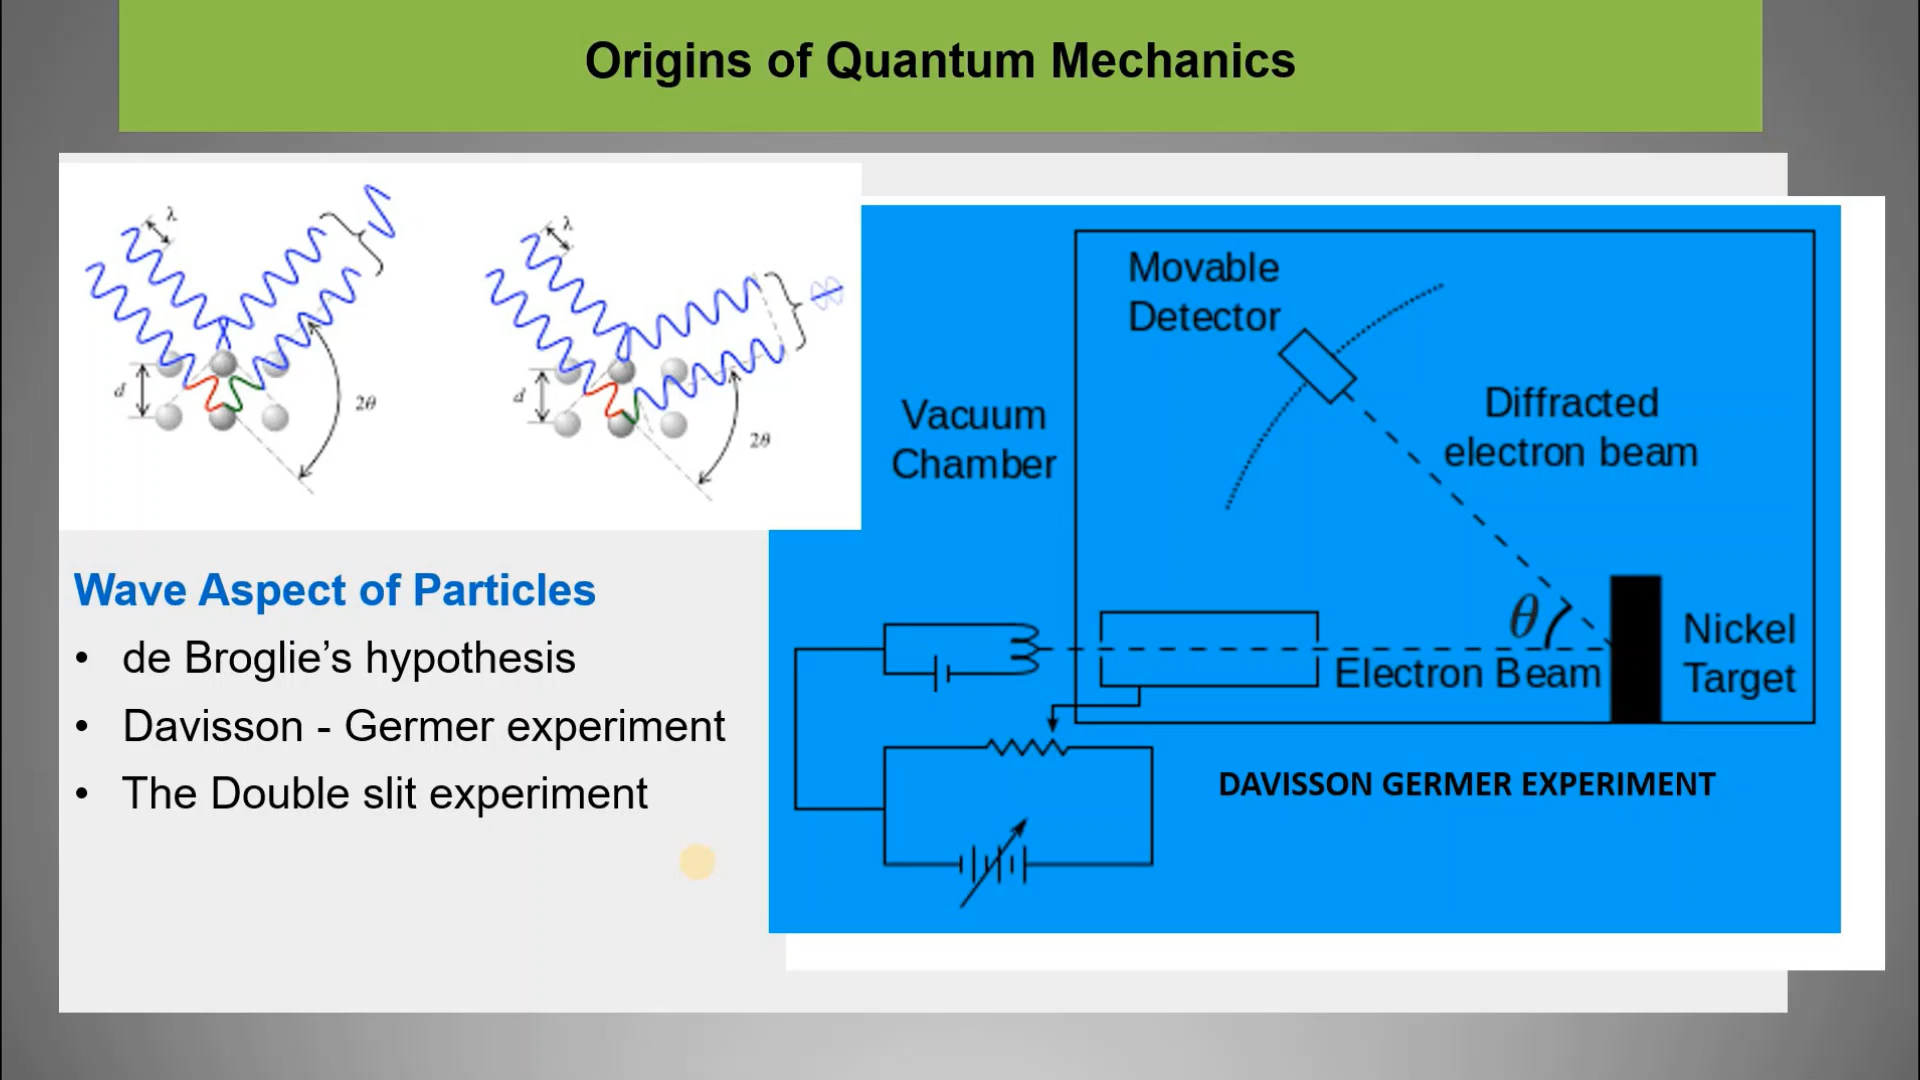 Origins of Quantum Mechanics
λ
d
2θ
λ
d
2θ
Wave Aspect of Particles
• de Broglie’s hypothesis
• Davisson - Germer experiment
• The Double slit experiment
Movable
Detector
Vacuum
Chamber
Diffracted
electron beam
θ
Electron Beam
Nickel
Target
DAVISSON GERMER EXPERIMENT